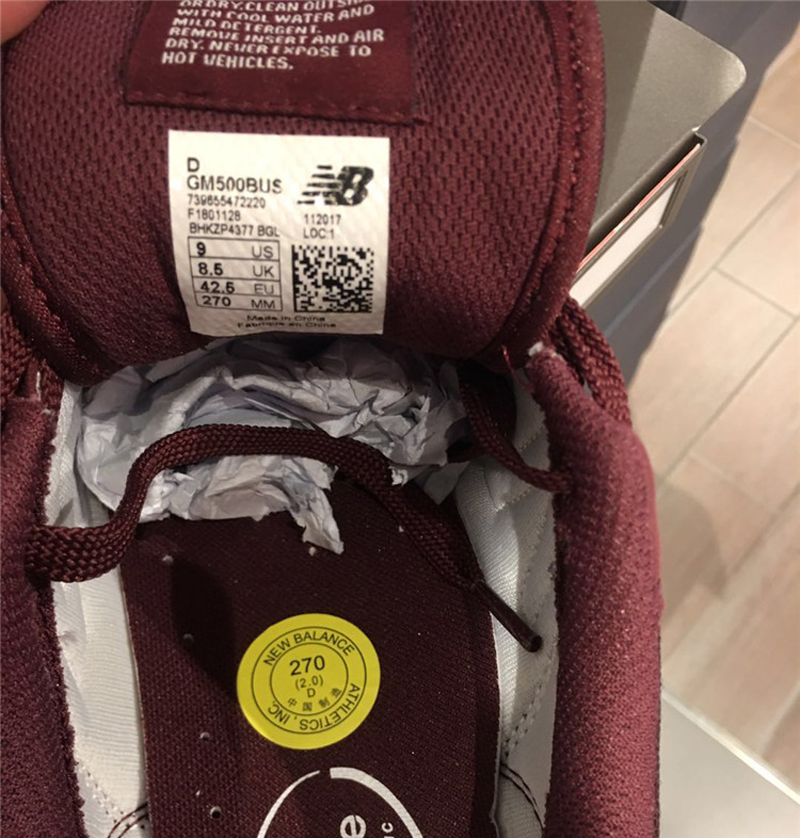 OR DRY. CLEAN OUTSIDE
WITH COOL WATER AND
MILD DETERGENT.
REMOVE INSERT AND AIR
DRY. NEVER EXPOSE TO
HOT VEHICLES.
D
GM500BUS
NB
739655472220
F1801128
112017
BHKZP4377 BGL
LOC:1
9 US
8.5 UK
42.5 EU
270 MM
Made in China
Fabriqué en Chine
NEW BALANCE
270
(2.0)
D
中国制造
ATHLETICS, INC.